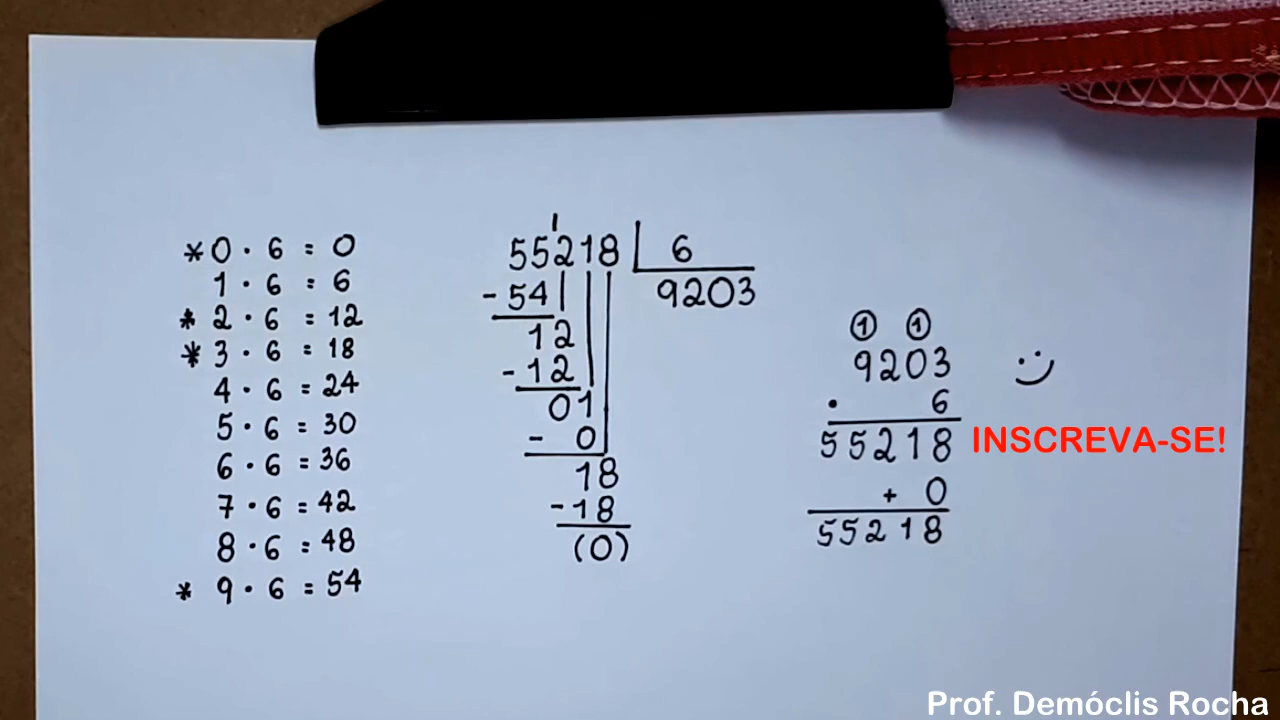 * 0 · 6 = 0
1 · 6 = 6
* 2 · 6 = 12
* 3 · 6 = 18
4 · 6 = 24
5 · 6 = 30
6 · 6 = 36
7 · 6 = 42
8 · 6 = 48
* 9 · 6 = 54
55218 6
- 54 9203
12
- 12
01
- 0
18
- 18
(0)
1 1
9203
· 6
55218
+ 0
55218
INSCREVA-SE!
Prof. Demóclis Rocha